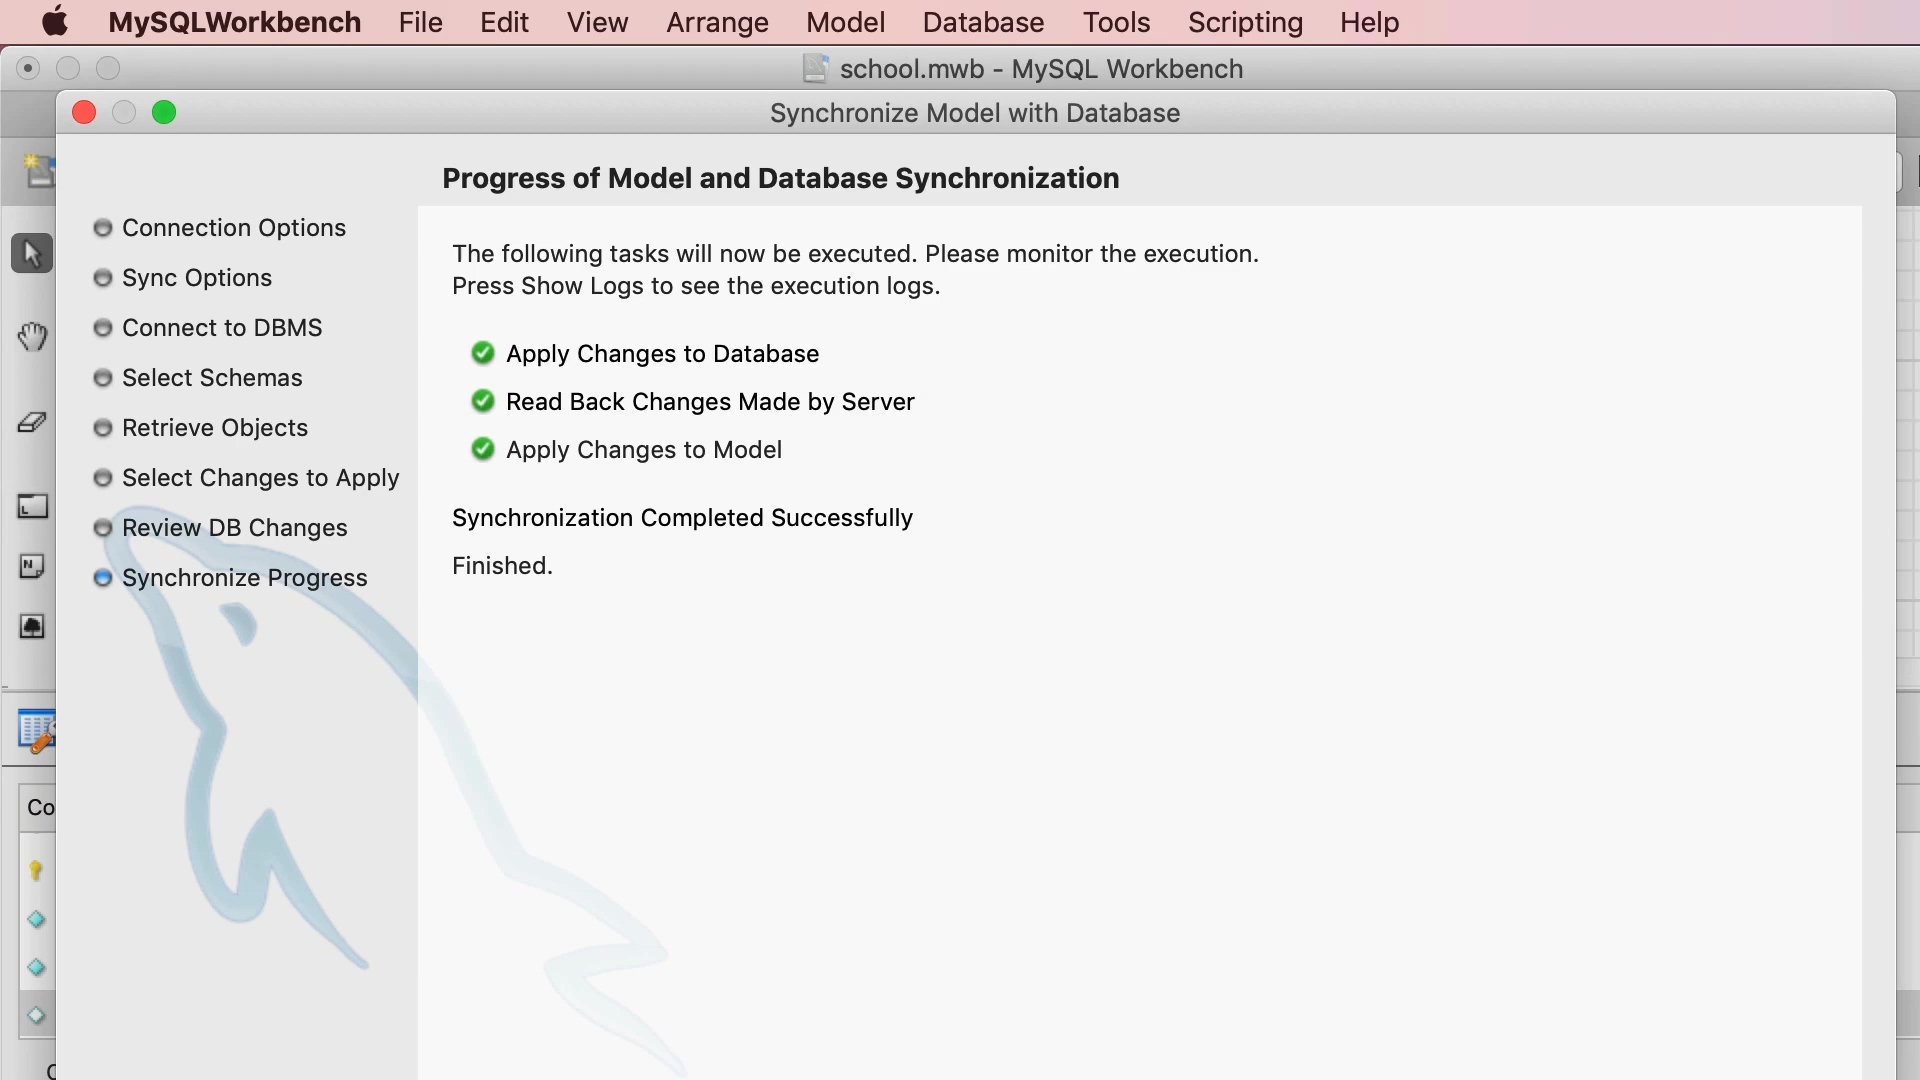 MySQLWorkbench File Edit View Arrange Model Database Tools Scripting Help
school.mwb - MySQL Workbench
Synchronize Model with Database
Progress of Model and Database Synchronization
Connection Options
Sync Options
Connect to DBMS
Select Schemas
Retrieve Objects
Select Changes to Apply
Review DB Changes
Synchronize Progress
The following tasks will now be executed. Please monitor the execution.
Press Show Logs to see the execution logs.
Apply Changes to Database
Read Back Changes Made by Server
Apply Changes to Model
Synchronization Completed Successfully
Finished.
Co